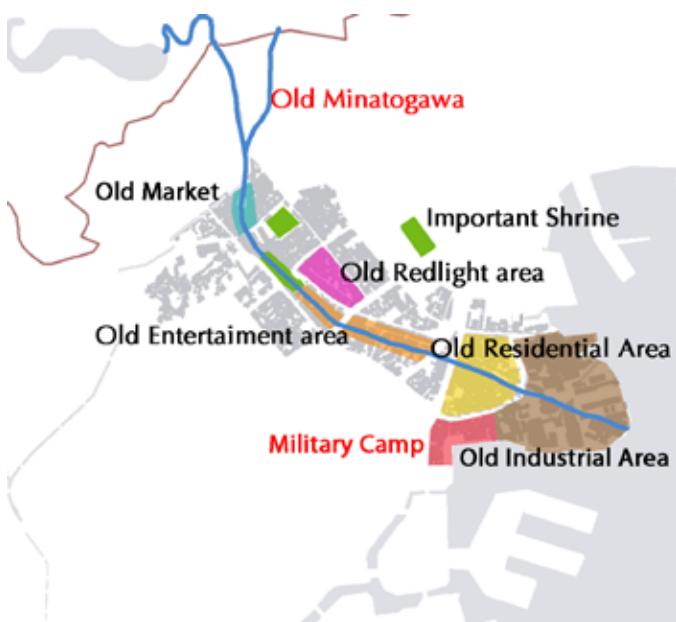 Old Minatogawa
Old Market
Important Shrine
Old Redlight area
Old Entertaiment area
Old Residential Area
Military Camp
Old Industrial Area